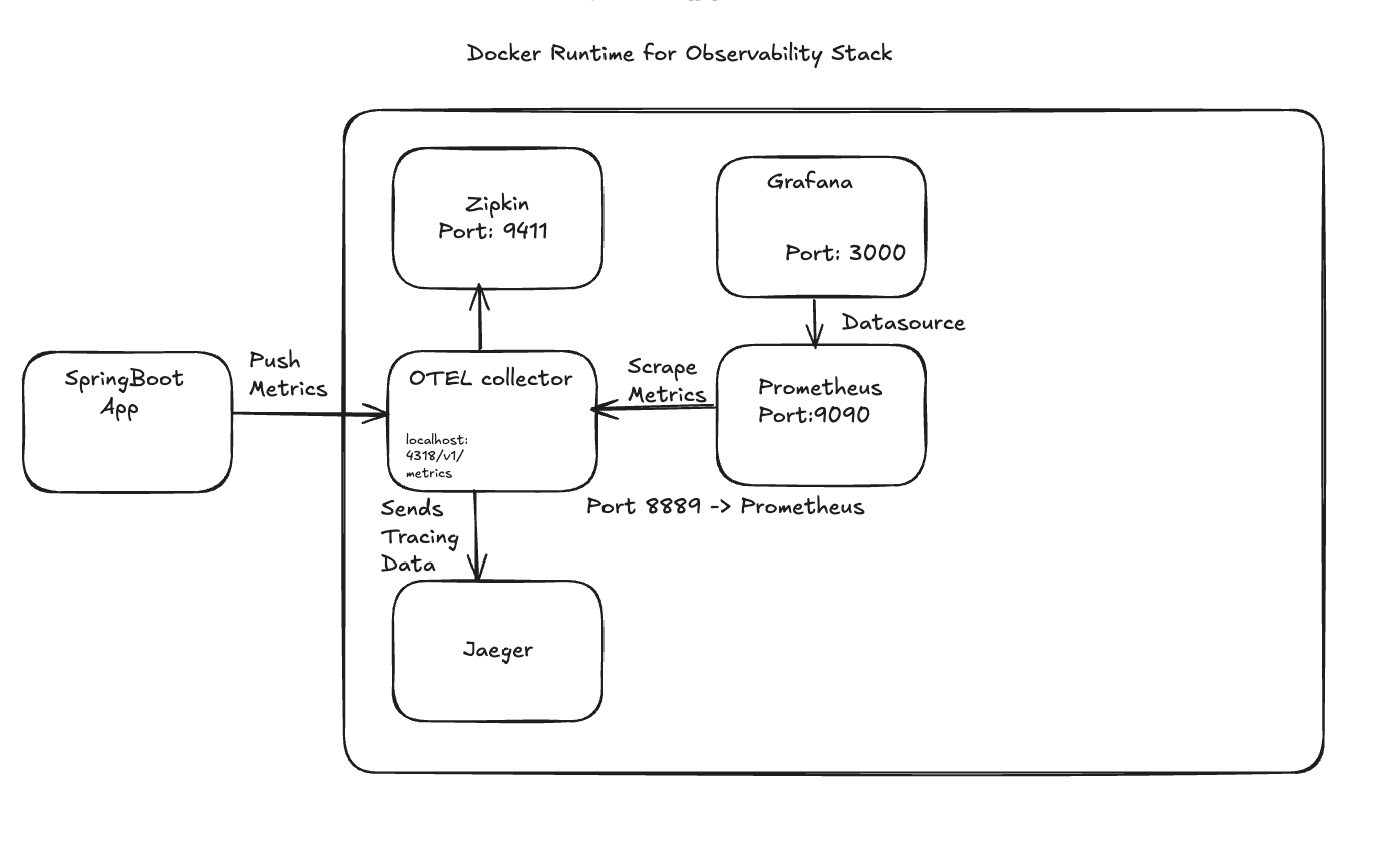 Docker Runtime for Observability Stack
Zipkin
Port: 9411
Grafana
Port: 3000
Datasource
SpringBoot
App
Push
Metrics
OTEL collector
localhost:
4318/v1/
metrics
Scrape
Metrics
Prometheus
Port:9090
Port 8889 -> Prometheus
Sends
Tracing
Data
Jaeger